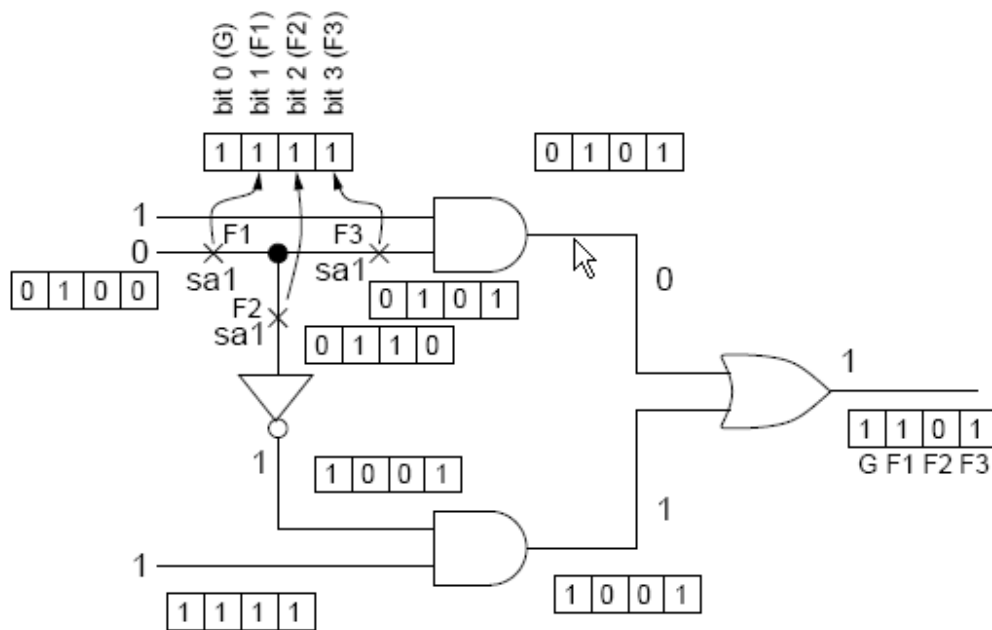 bit 0 (G)
bit 1 (F1)
bit 2 (F2)
bit 3 (F3)
1 1 1 1
0 1 0 1
1
F1
F3
0
sa1
sa1
0
0 1 0 0
0 1 0 1
F2
sa1
0 1 1 0
1
1 1 0 1
G F1 F2 F3
1
1 0 0 1
1
1
1 0 0 1
1 1 1 1